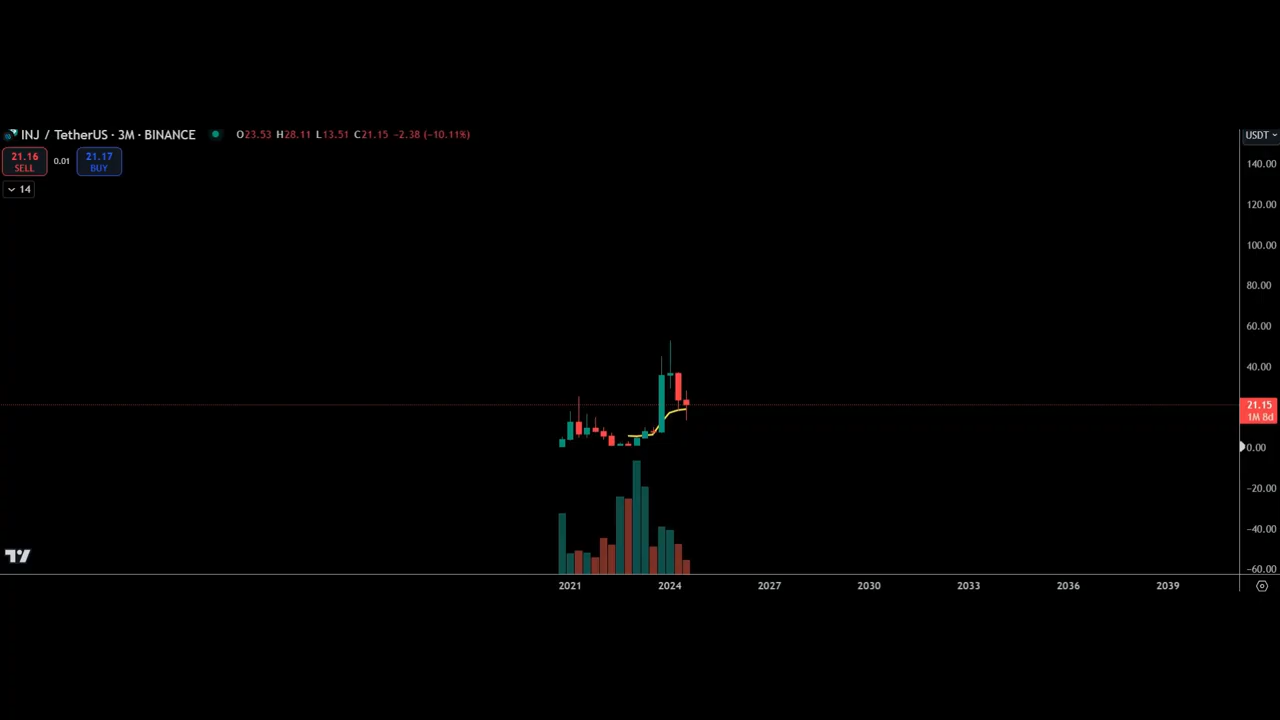 INJ / TetherUS · 3M · BINANCE O23.53 H28.11 L13.51 C21.15 −2.38 (−10.11%)
USDT
21.16
SELL
0.01
21.17
BUY
14
140.00
120.00
100.00
80.00
60.00
40.00
21.15
1M 8d
0.00
−20.00
−40.00
−60.00
2021 2024 2027 2030 2033 2036 2039